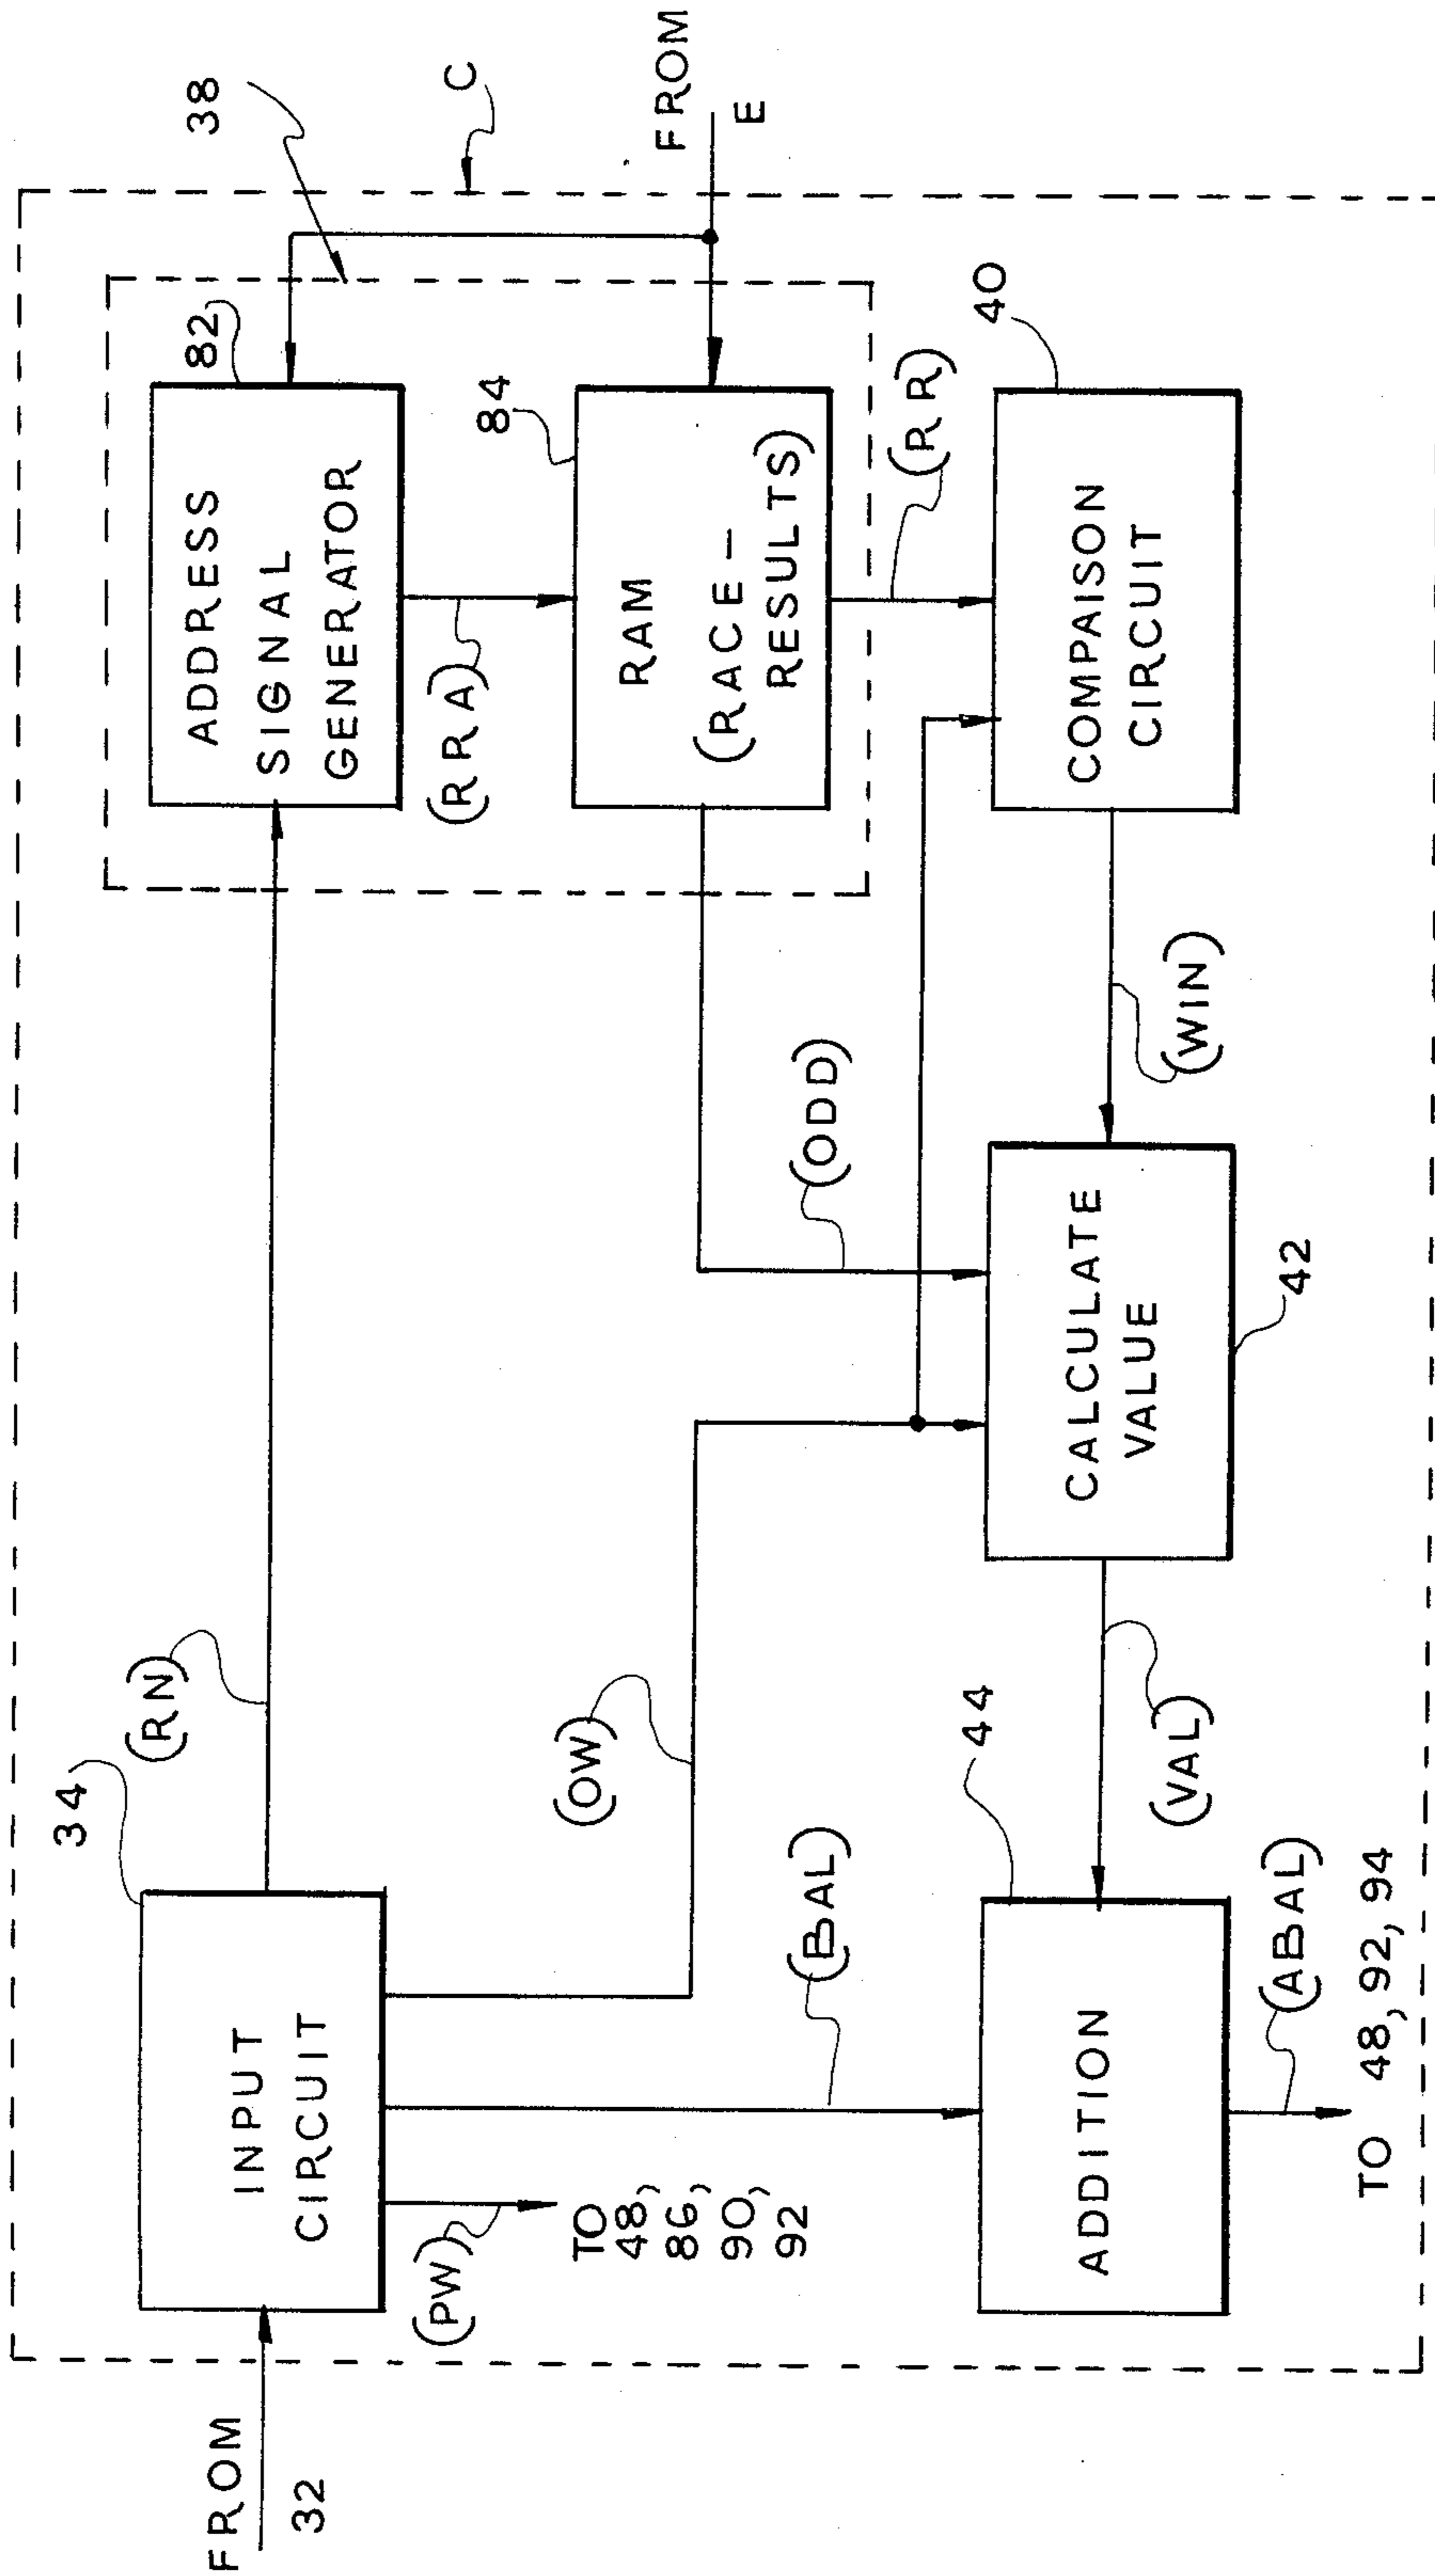 FROM
32
34
INPUT
CIRCUIT
(RN)
(PW)
TO
48,
86,
90,
92
(OW)
(BAL)
38
C
82
ADDRESS
SIGNAL
GENERATOR
(RRA)
84
RAM
(RACE-
RESULTS)
FROM
E
(RR)
40
COMPAISON
CIRCUIT
(ODD)
(WIN)
CALCULATE
VALUE
42
(VAL)
44
ADDITION
(ABAL)
TO 48, 92, 94